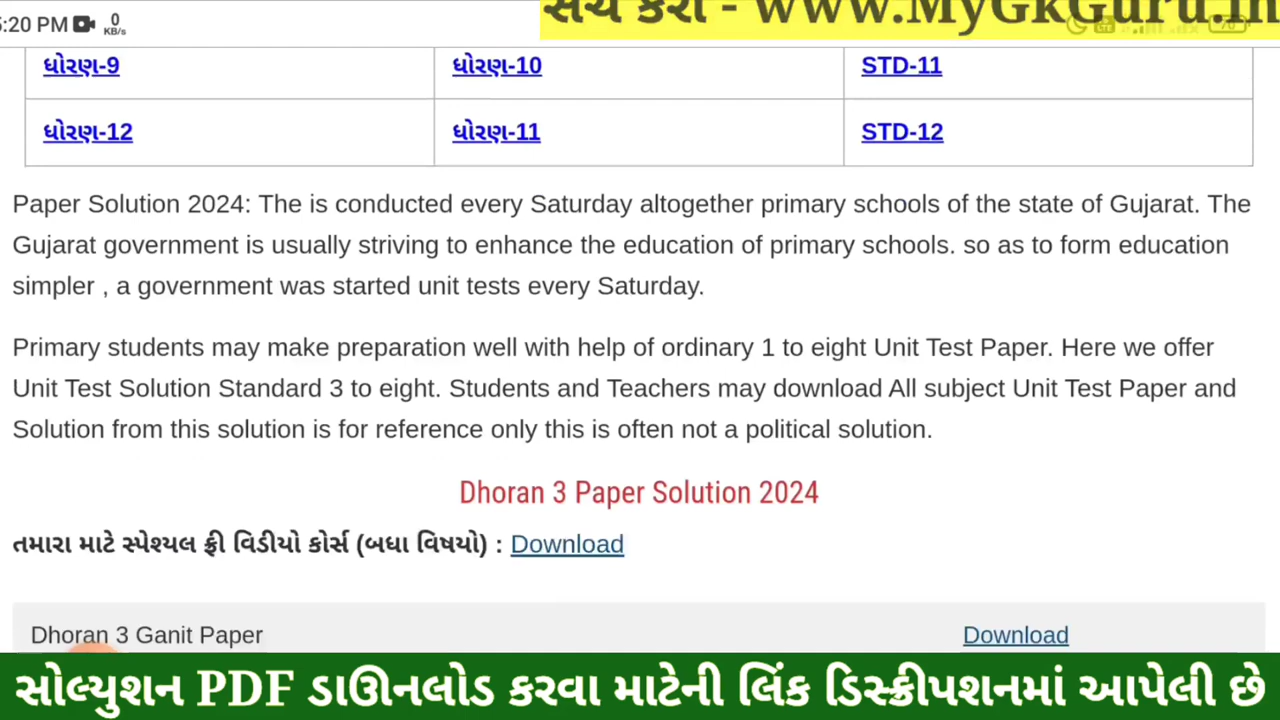 5:20 PM 0 KB/s
સર્ચ કરો - www.MyGkGuru.in
ધોરણ-9 ધોરણ-10 STD-11
ધોરણ-12 ધોરણ-11 STD-12
Paper Solution 2024: The is conducted every Saturday altogether primary schools of the state of Gujarat. The
Gujarat government is usually striving to enhance the education of primary schools. so as to form education
simpler , a government was started unit tests every Saturday.
Primary students may make preparation well with help of ordinary 1 to eight Unit Test Paper. Here we offer
Unit Test Solution Standard 3 to eight. Students and Teachers may download All subject Unit Test Paper and
Solution from this solution is for reference only this is often not a political solution.
Dhoran 3 Paper Solution 2024
તમારા માટે સ્પેશ્યલ ફ્રી વિડીયો કોર્સ (બધા વિષયો) : Download
Dhoran 3 Ganit Paper Download
સોલ્યુશન PDF ડાઊનલોડ કરવા માટેની લિંક ડિસ્ક્રીપશનમાં આપેલી છે